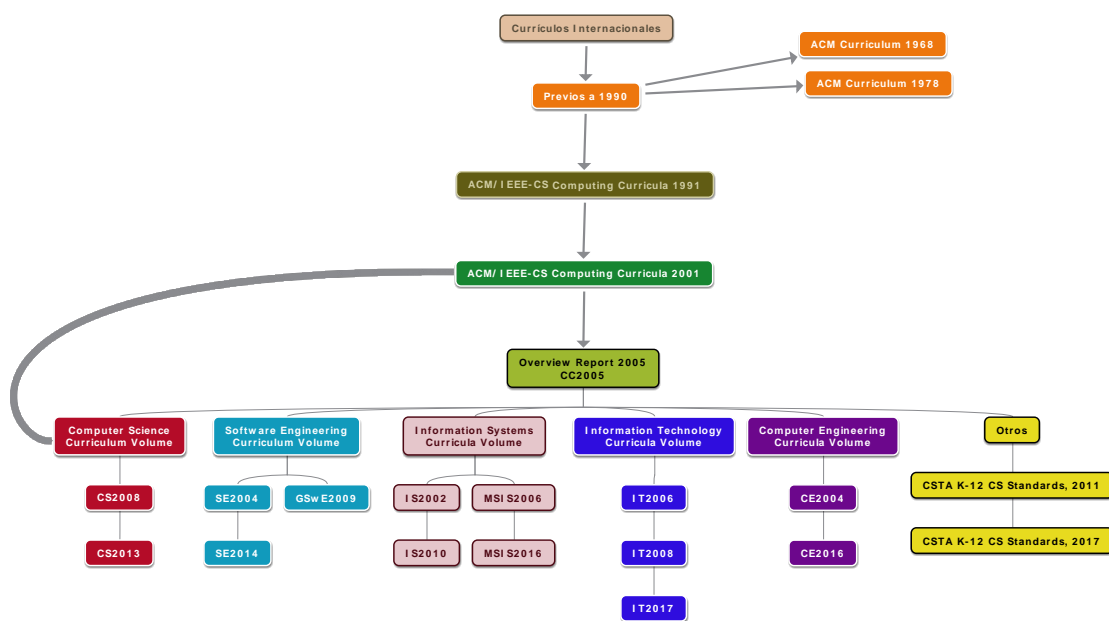 Currículos Internacionales
ACM Curriculum 1968
ACM Curriculum 1978
Previos a 1990
ACM/ IEEE-CS Computing Curricula 1991
ACM/ IEEE-CS Computing Curricula 2001
Overview Report 2005
CC2005
Computer Science
Curriculum Volume
Software Engineering
Curriculum Volume
Information Systems
Curricula Volume
Information Technology
Curricula Volume
Computer Engineering
Curricula Volume
Otros
CS2008
SE2004
GSwE2009
IS2002
MSIS2006
IT2006
CE2004
CSTA K-12 CS Standards, 2011
CS2013
SE2014
IS2010
MSIS2016
IT2008
CE2016
CSTA K-12 CS Standards, 2017
IT2017